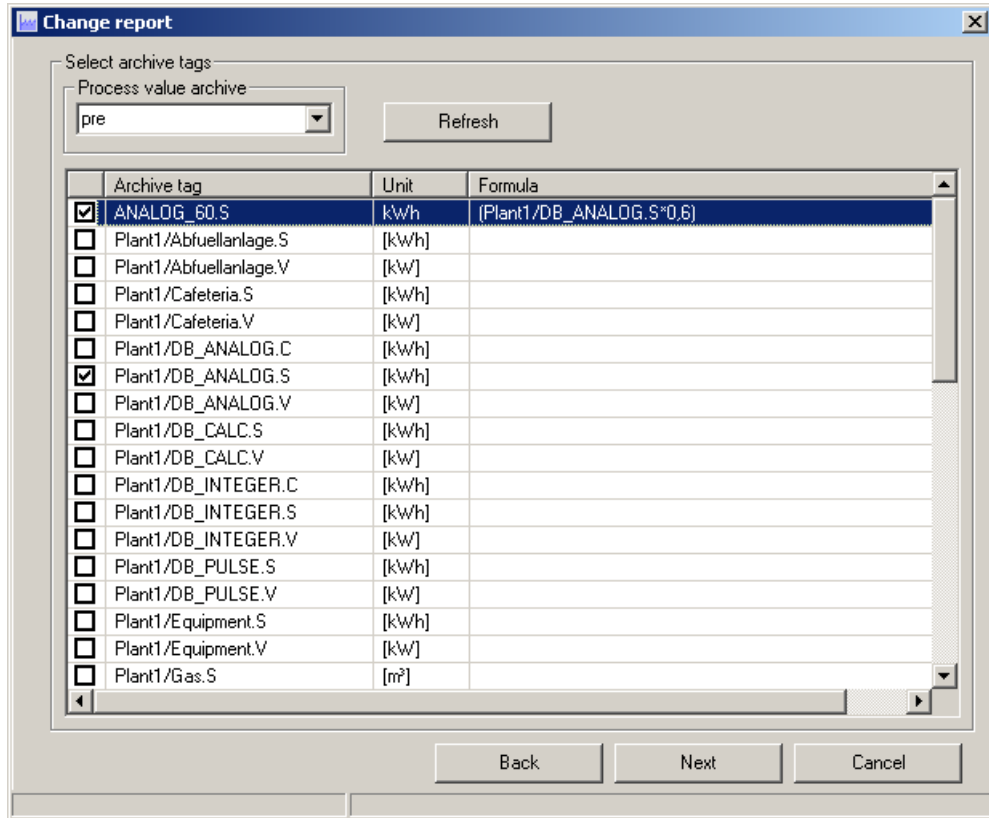 Change report
Select archive tags
Process value archive
pre
Refresh
Archive tag Unit Formula
ANALOG_60.S kWh (Plant1/DB_ANALOG.S*0,6)
Plant1/Abfuellanlage.S [kWh]
Plant1/Abfuellanlage.V [kW]
Plant1/Cafeteria.S [kWh]
Plant1/Cafeteria.V [kW]
Plant1/DB_ANALOG.C [kWh]
Plant1/DB_ANALOG.S [kWh]
Plant1/DB_ANALOG.V [kW]
Plant1/DB_CALC.S [kWh]
Plant1/DB_CALC.V [kW]
Plant1/DB_INTEGER.C [kWh]
Plant1/DB_INTEGER.S [kWh]
Plant1/DB_INTEGER.V [kW]
Plant1/DB_PULSE.S [kWh]
Plant1/DB_PULSE.V [kW]
Plant1/Equipment.S [kWh]
Plant1/Equipment.V [kW]
Plant1/Gas.S [m³]
Back Next Cancel